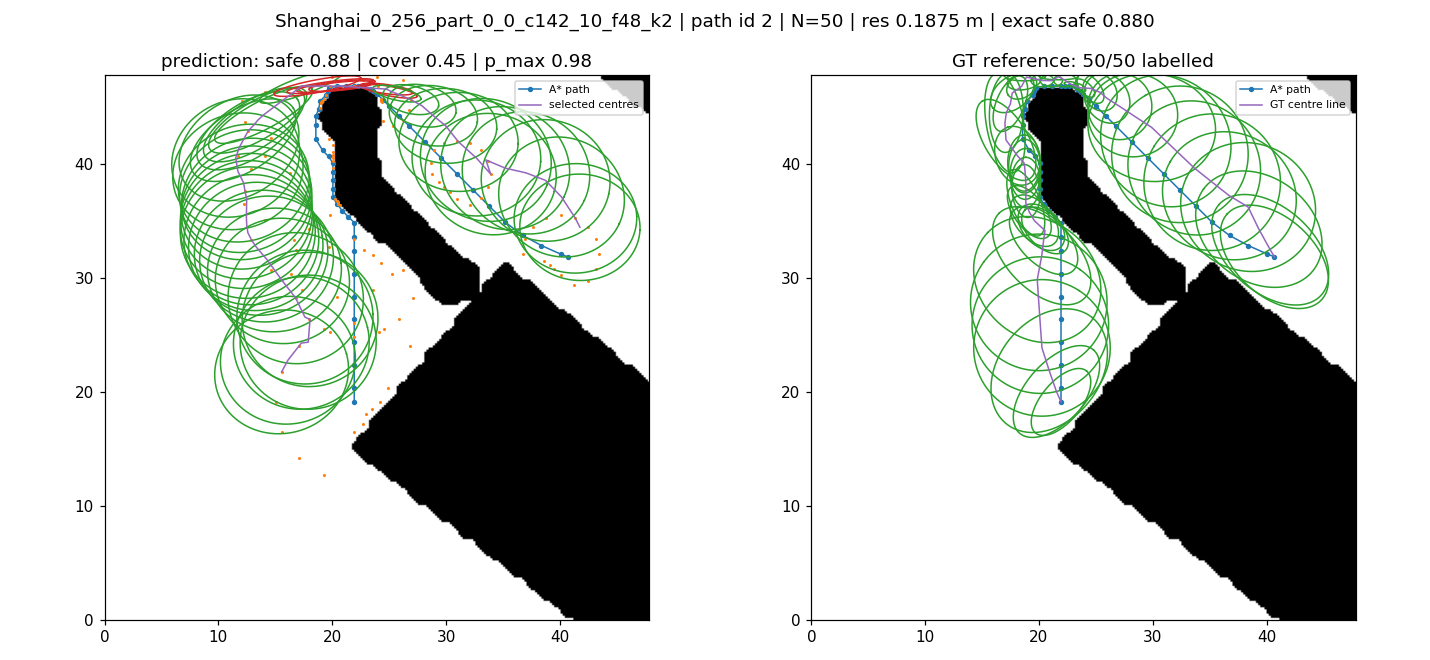 Shanghai_0_256_part_0_0_c142_10_f48_k2 | path id 2 | N=50 | res 0.1875 m | exact safe 0.880
prediction: safe 0.88 | cover 0.45 | p_max 0.98
A* path
selected centres
40
30
20
10
0
0
10
20
30
40
GT reference: 50/50 labelled
A* path
GT centre line
40
30
20
10
0
0
10
20
30
40